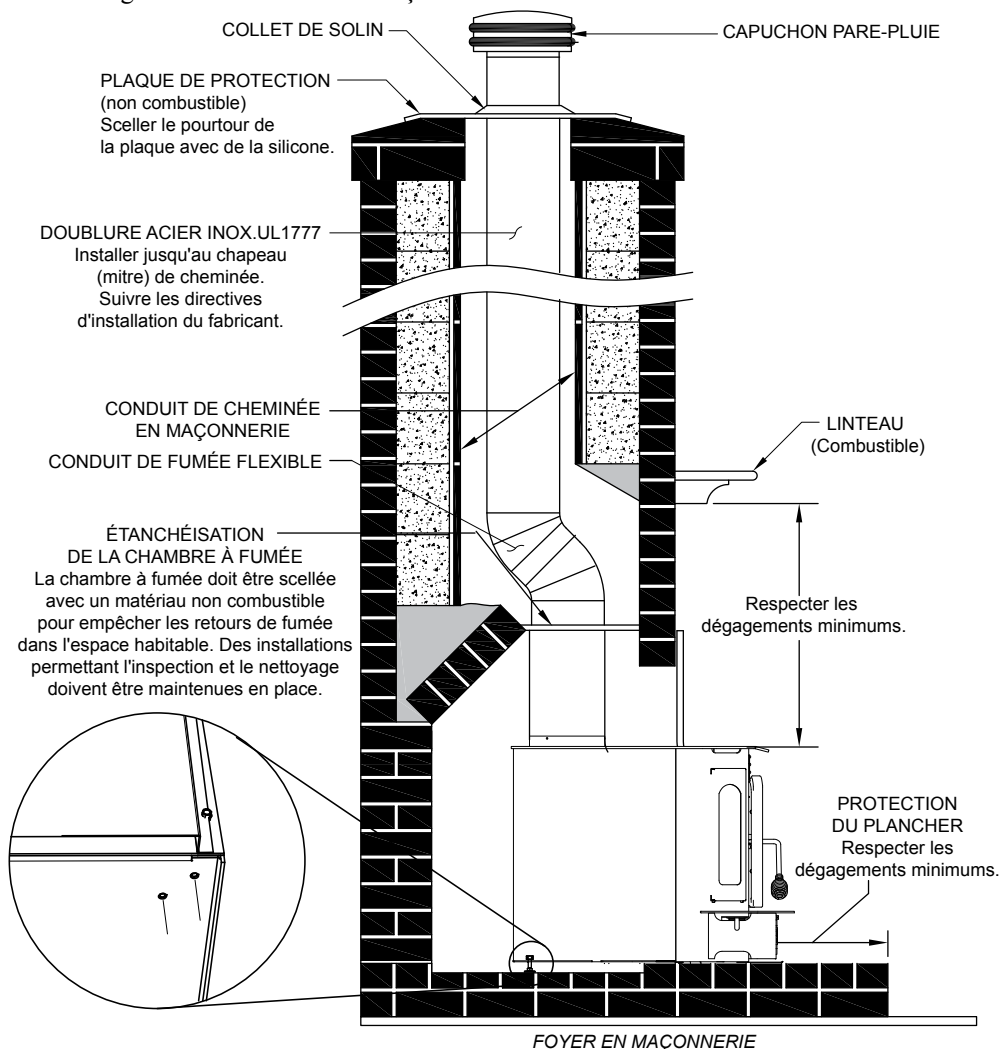 COLLET DE SOLIN
CAPUCHON PARE-PLUIE
PLAQUE DE PROTECTION
(non combustible)
Sceller le pourtour de
la plaque avec de la silicone.
DOUBLURE ACIER INOX.UL1777
Installer jusqu'au chapeau
(mitre) de cheminée.
Suivre les directives
d'installation du fabricant.
CONDUIT DE CHEMINÉE
EN MAÇONNERIE
CONDUIT DE FUMÉE FLEXIBLE
LINTEAU
(Combustible)
ÉTANCHÉISATION
DE LA CHAMBRE À FUMÉE
La chambre à fumée doit être scellée
avec un matériau non combustible
pour empêcher les retours de fumée
dans l'espace habitable. Des installations
permettant l'inspection et le nettoyage
doivent être maintenues en place.
Respecter les
dégagements minimums.
PROTECTION
DU PLANCHER
Respecter les
dégagements minimums.
FOYER EN MAÇONNERIE